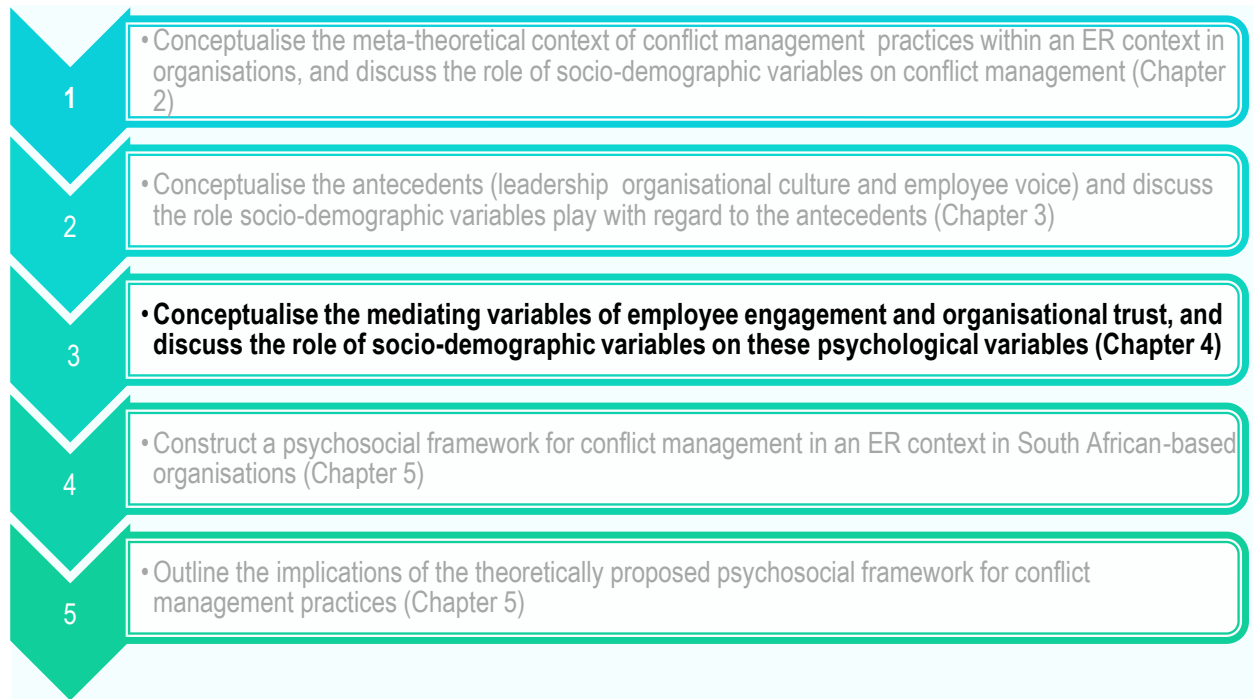 1
• Conceptualise the meta-theoretical context of conflict management practices within an ER context in
organisations, and discuss the role of socio-demographic variables on conflict management (Chapter
2)
2
• Conceptualise the antecedents (leadership organisational culture and employee voice) and discuss
the role socio-demographic variables play with regard to the antecedents (Chapter 3)
3
• Conceptualise the mediating variables of employee engagement and organisational trust, and
discuss the role of socio-demographic variables on these psychological variables (Chapter 4)
4
• Construct a psychosocial framework for conflict management in an ER context in South African-based
organisations (Chapter 5)
5
• Outline the implications of the theoretically proposed psychosocial framework for conflict
management practices (Chapter 5)